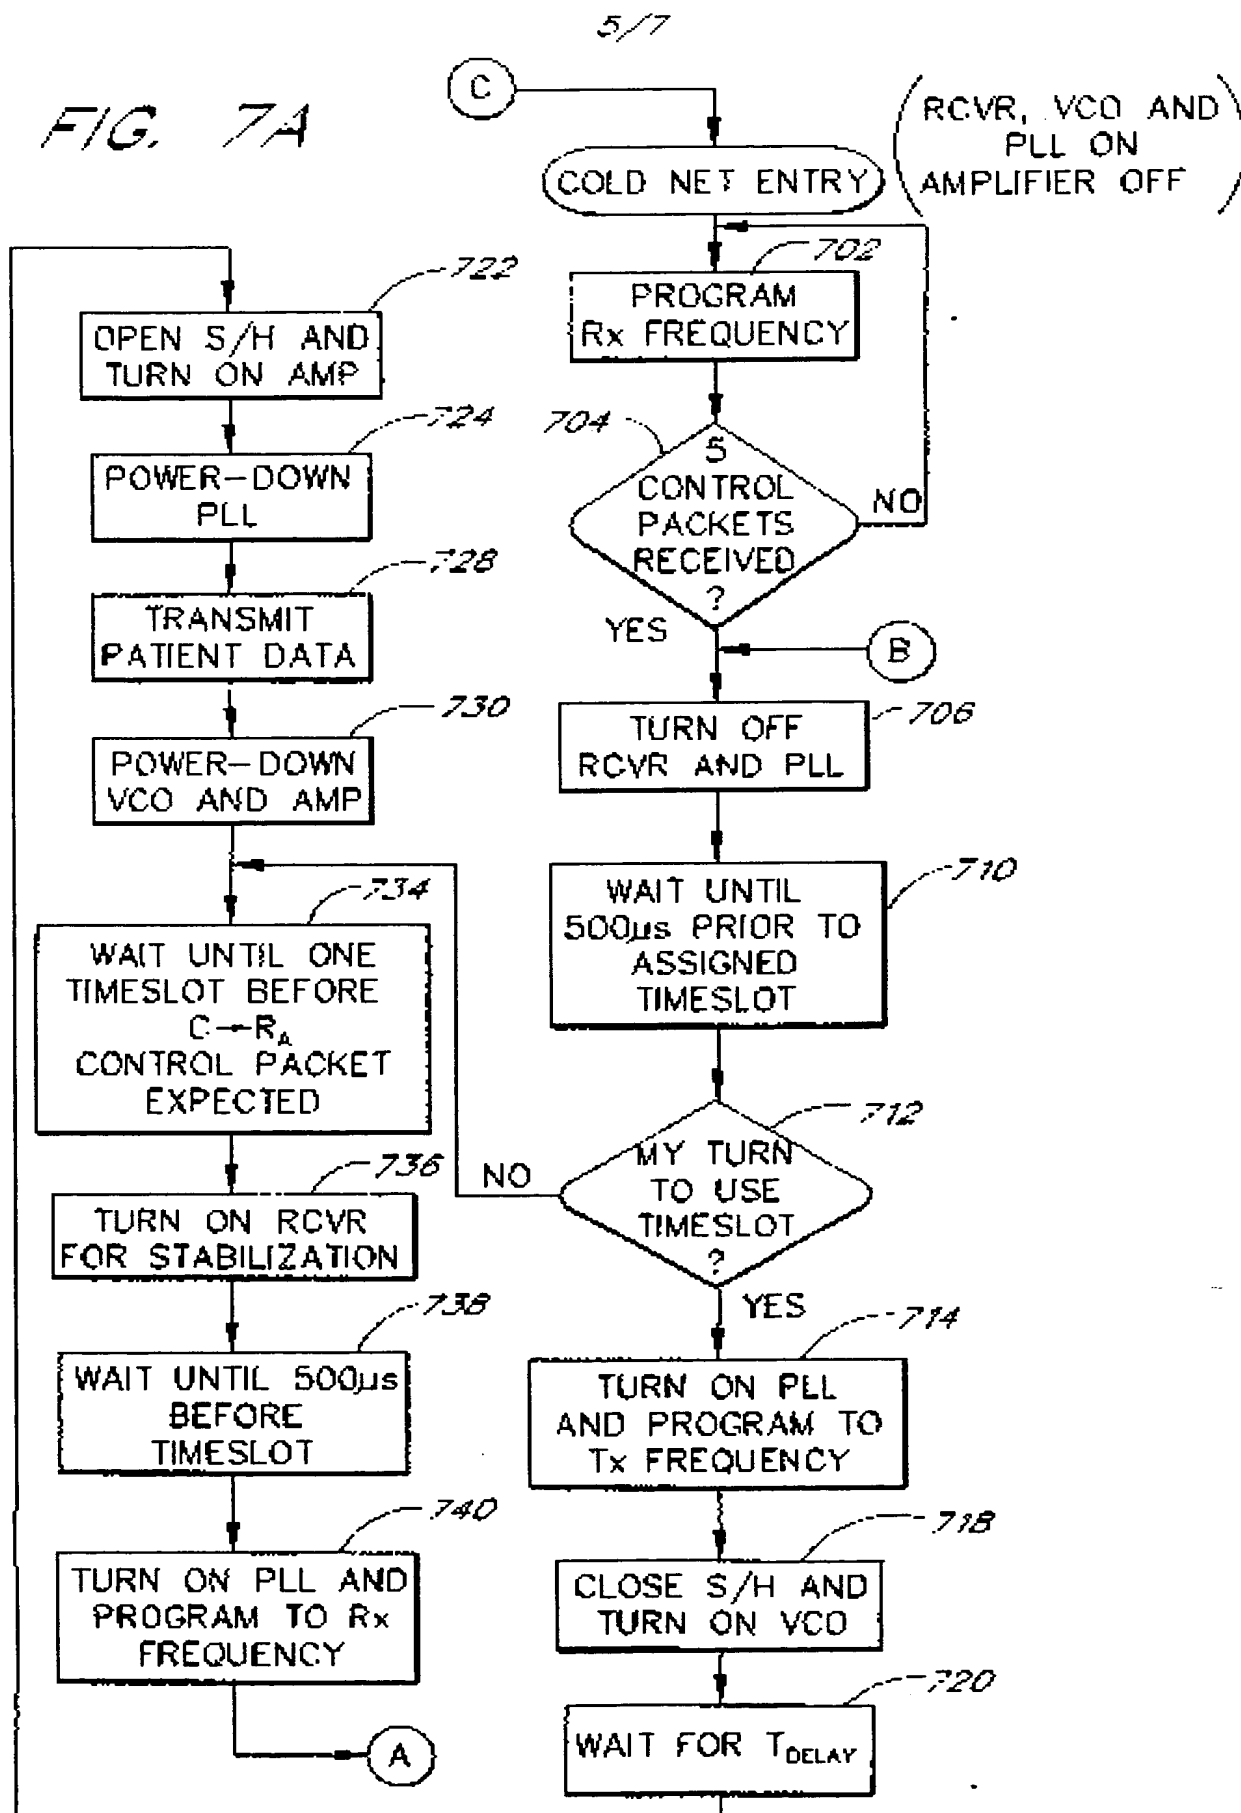 5/7
FIG. 7A
C
COLD NET ENTRY
RCVR, VCO AND
PLL ON
AMPLIFIER OFF
702
PROGRAM
Rx FREQUENCY
704
5
CONTROL
PACKETS
RECEIVED
?
NO
YES
B
706
TURN OFF
RCVR AND PLL
710
WAIT UNTIL
500µs PRIOR TO
ASSIGNED
TIMESLOT
712
MY TURN
TO USE
TIMESLOT
?
NO
YES
714
TURN ON PLL
AND PROGRAM TO
Tx FREQUENCY
718
CLOSE S/H AND
TURN ON VCO
720
WAIT FOR TDELAY
722
OPEN S/H AND
TURN ON AMP
724
POWER-DOWN
PLL
728
TRANSMIT
PATIENT DATA
730
POWER-DOWN
VCO AND AMP
734
WAIT UNTIL ONE
TIMESLOT BEFORE
C→RA
CONTROL PACKET
EXPECTED
736
TURN ON RCVR
FOR STABILIZATION
738
WAIT UNTIL 500µs
BEFORE
TIMESLOT
740
TURN ON PLL AND
PROGRAM TO Rx
FREQUENCY
A